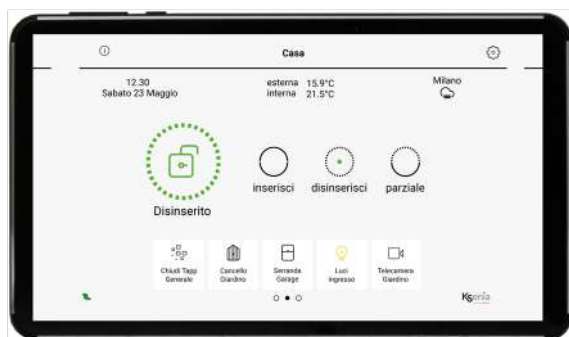 Casa
12.30
Sabato 23 Maggio
esterna 15.9°C
interna 21.5°C
Milano
Disinserito
inserisci
disinserisci
parziale
Chiudi Tapp
Generale
Cancello
Giardino
Serranda
Garage
Luci
ingresso
Telecamera
Giardino
Ksenia